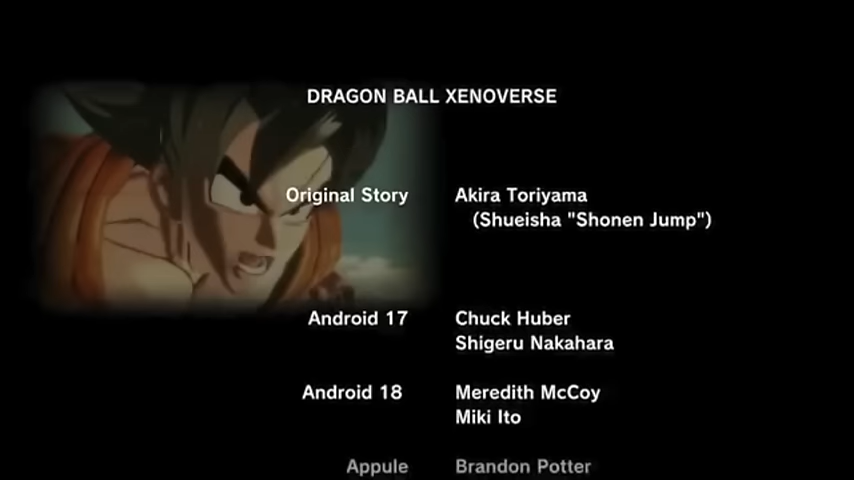 DRAGON BALL XENOVERSE
Original Story Akira Toriyama
(Shueisha "Shonen Jump")
Android 17 Chuck Huber
Shigeru Nakahara
Android 18 Meredith McCoy
Miki Ito
Appule Brandon Potter